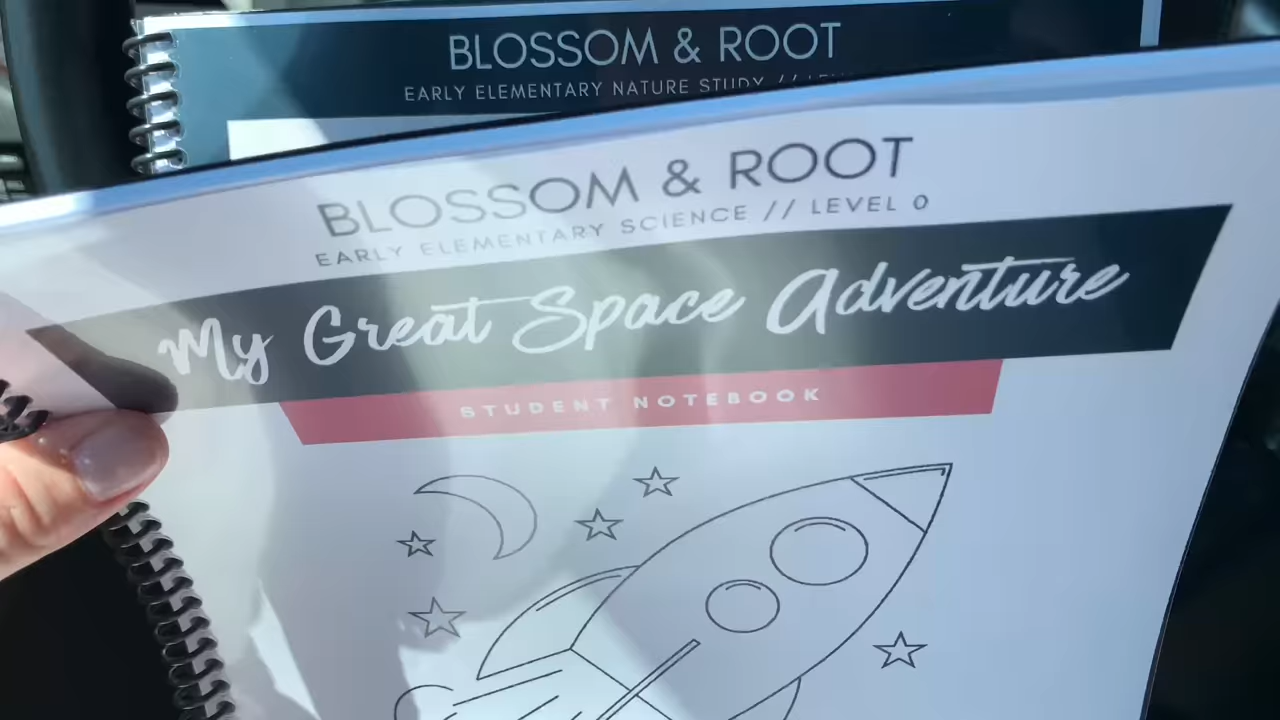 BLOSSOM & ROOT
EARLY ELEMENTARY NATURE STUDY //
BLOSSOM & ROOT
EARLY ELEMENTARY SCIENCE // LEVEL 0
My Great Space Adventure
STUDENT NOTEBOOK